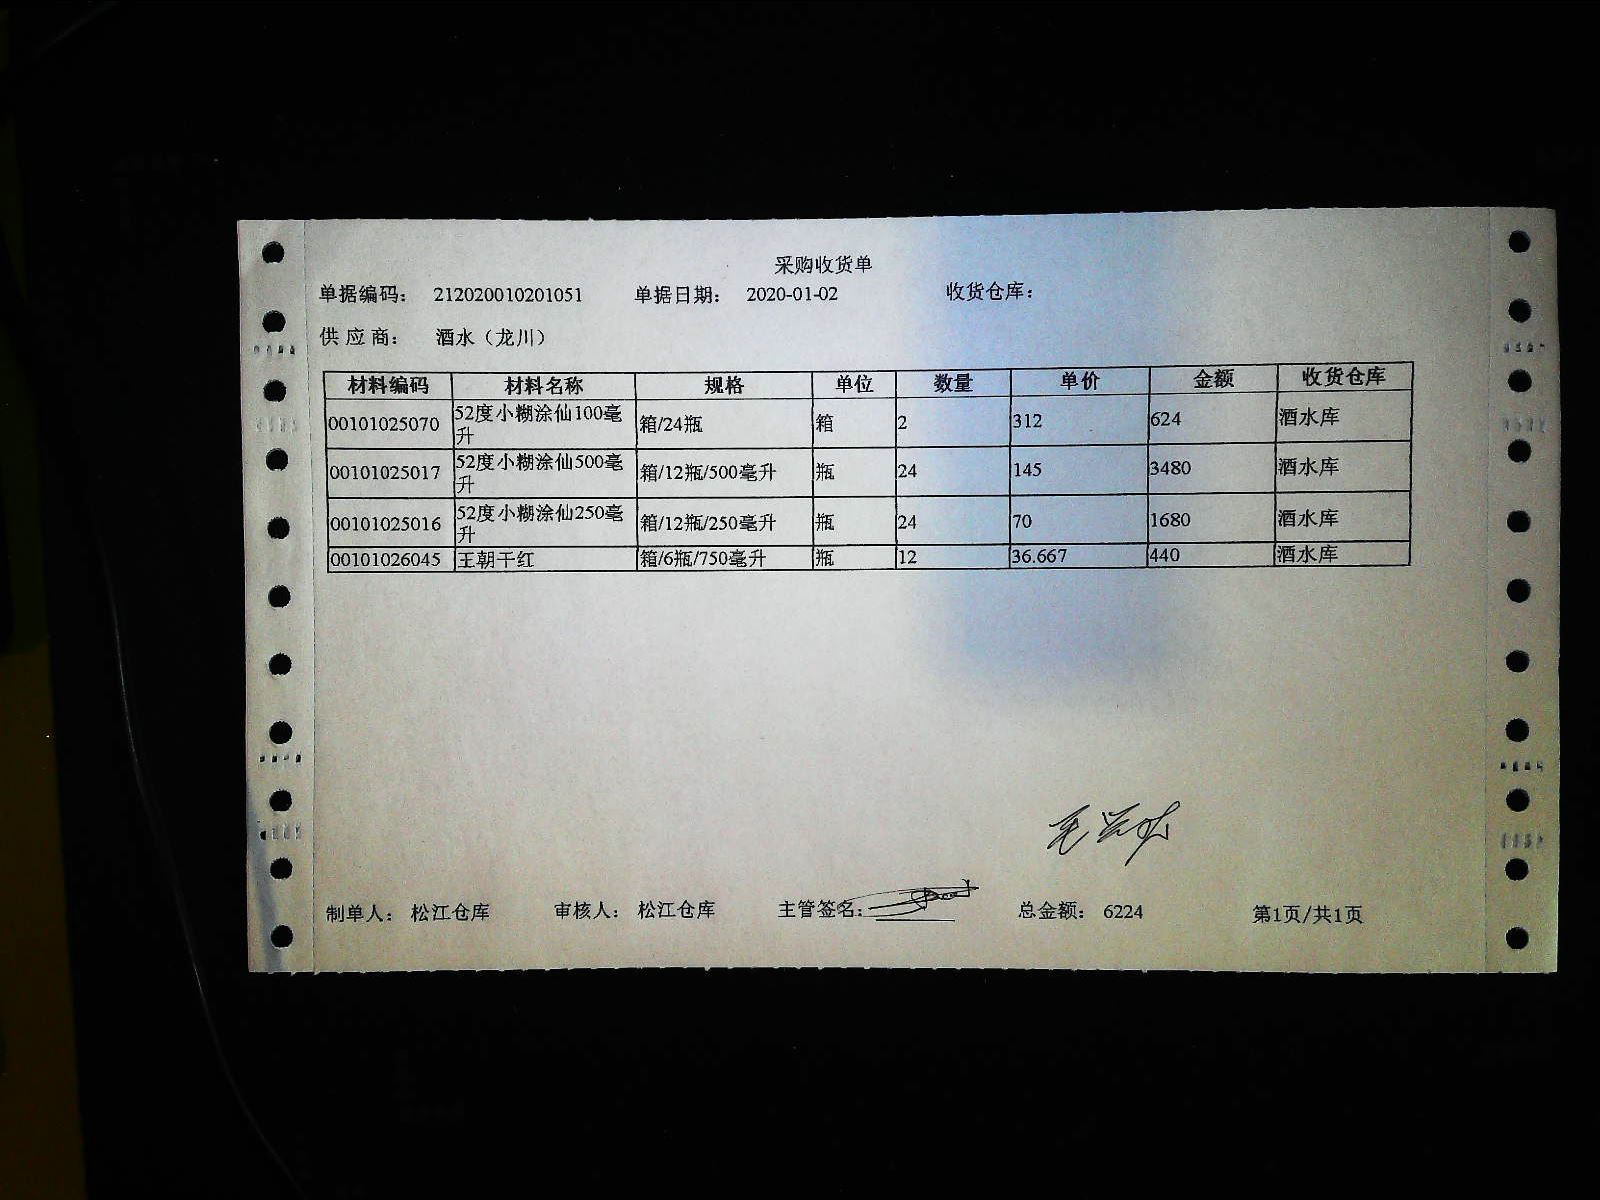 采购收货单
单据编码： 212020010201051 单据日期： 2020-01-02 收货仓库：
供 应 商： 酒水（龙川）
材料编码 材料名称 规格 单位 数量 单价 金额 收货仓库
00101025070 52度小糊涂仙100毫升 箱/24瓶 箱 2 312 624 酒水库
00101025017 52度小糊涂仙500毫升 箱/12瓶/500毫升 瓶 24 145 3480 酒水库
00101025016 52度小糊涂仙250毫升 箱/12瓶/250毫升 瓶 24 70 1680 酒水库
00101026045 王朝干红 箱/6瓶/750毫升 瓶 12 36.667 440 酒水库
制单人： 松江仓库 审核人： 松江仓库 主管签名： 总金额： 6224 第1页/共1页